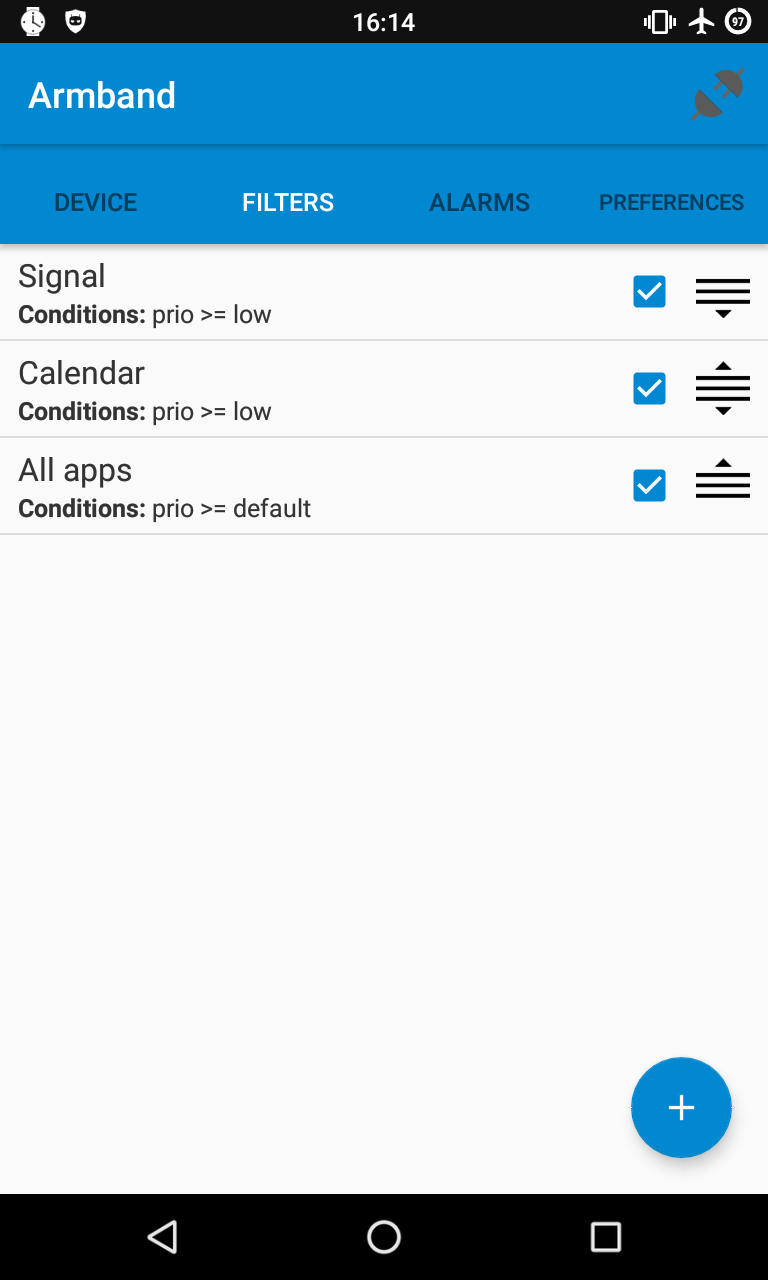 16:14
97
Armband
DEVICE FILTERS ALARMS PREFERENCES
Signal
Conditions: prio >= low
Calendar
Conditions: prio >= low
All apps
Conditions: prio >= default